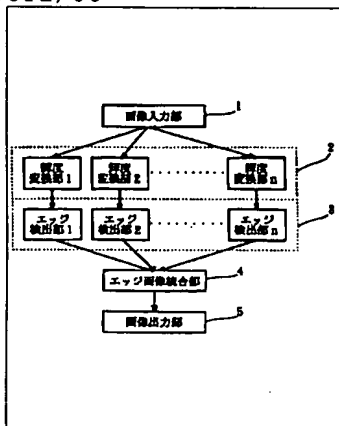 1
画像入力部
2
輝度 輝度 輝度
変換部1 変換部2 ‥‥‥‥ 変換部n
3
エッジ エッジ エッジ
検出部1 検出部2 ‥‥‥‥ 検出部n
4
エッジ画像統合部
5
画像出力部